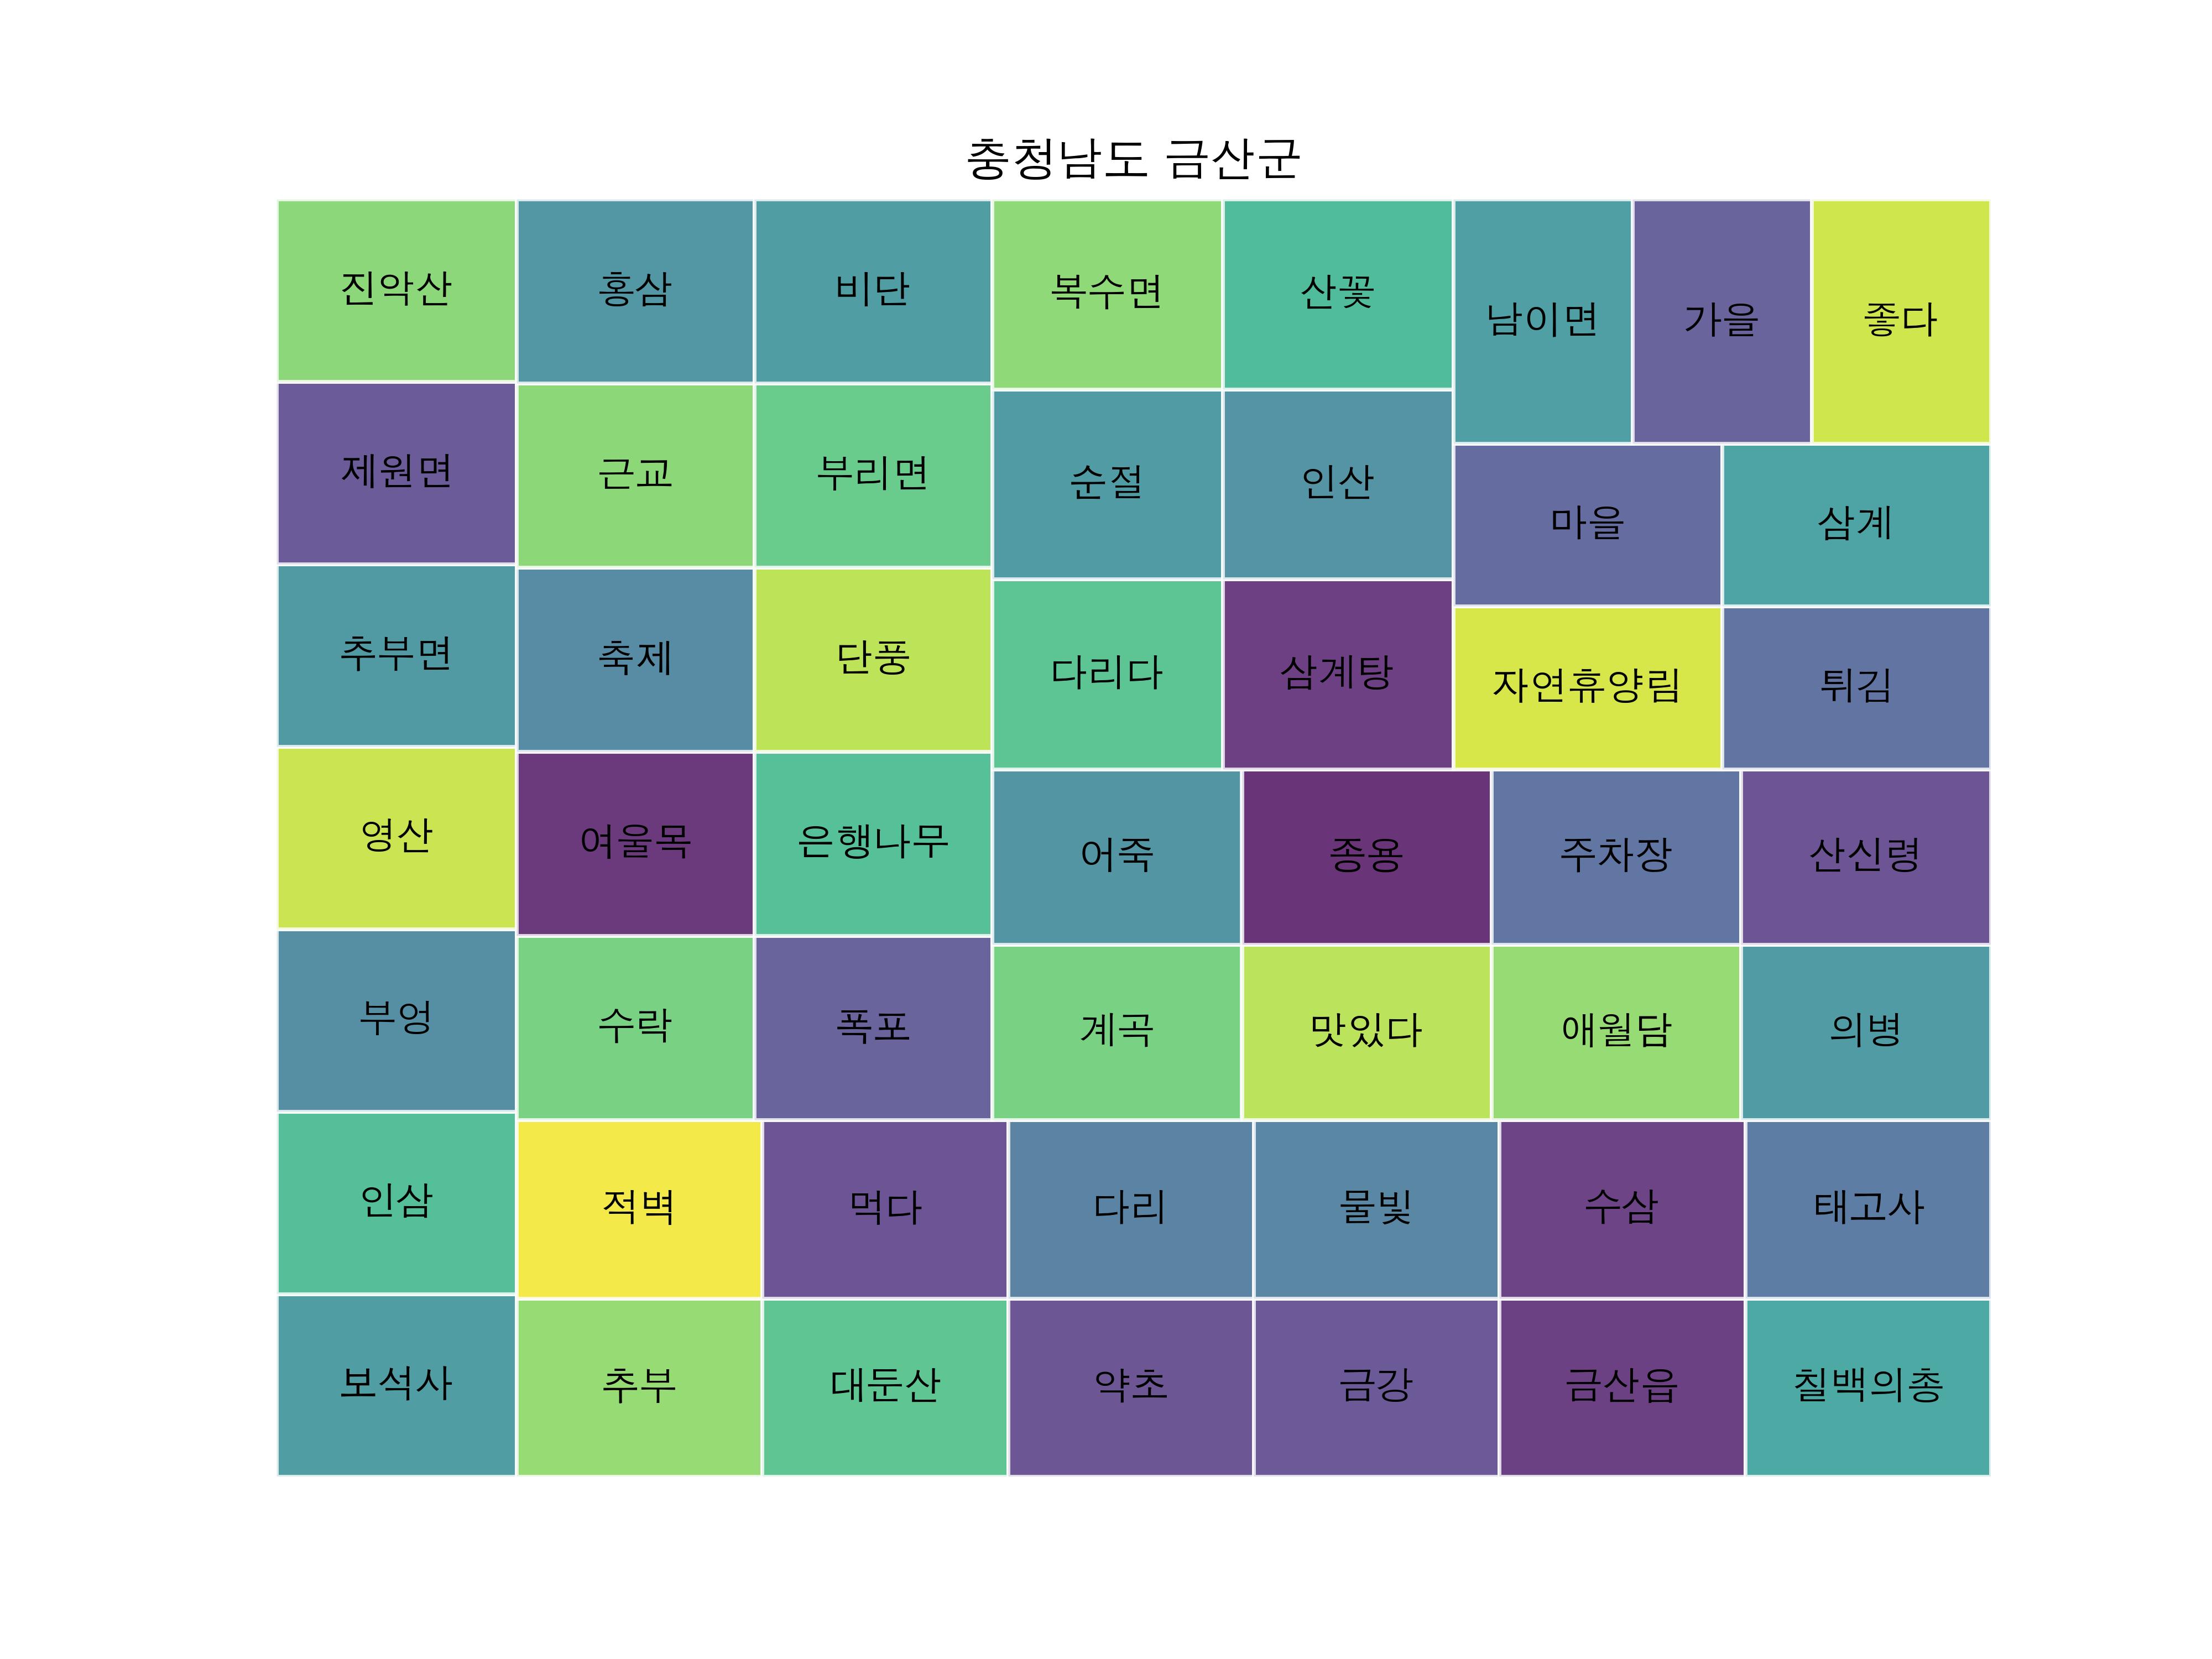 충청남도 금산군
진악산
홍삼
비단
복수면
산꽃
남이면
가을
좋다
제원면
근교
부리면
순절
인산
마을
삼계
추부면
축제
단풍
다리다
삼계탕
자연휴양림
튀김
영산
여울목
은행나무
어죽
종용
주차장
산신령
부엉
수락
폭포
계곡
맛있다
애월담
의병
인삼
적벽
먹다
다리
물빛
수삼
태고사
보석사
추부
대둔산
약초
금강
금산읍
칠백의총